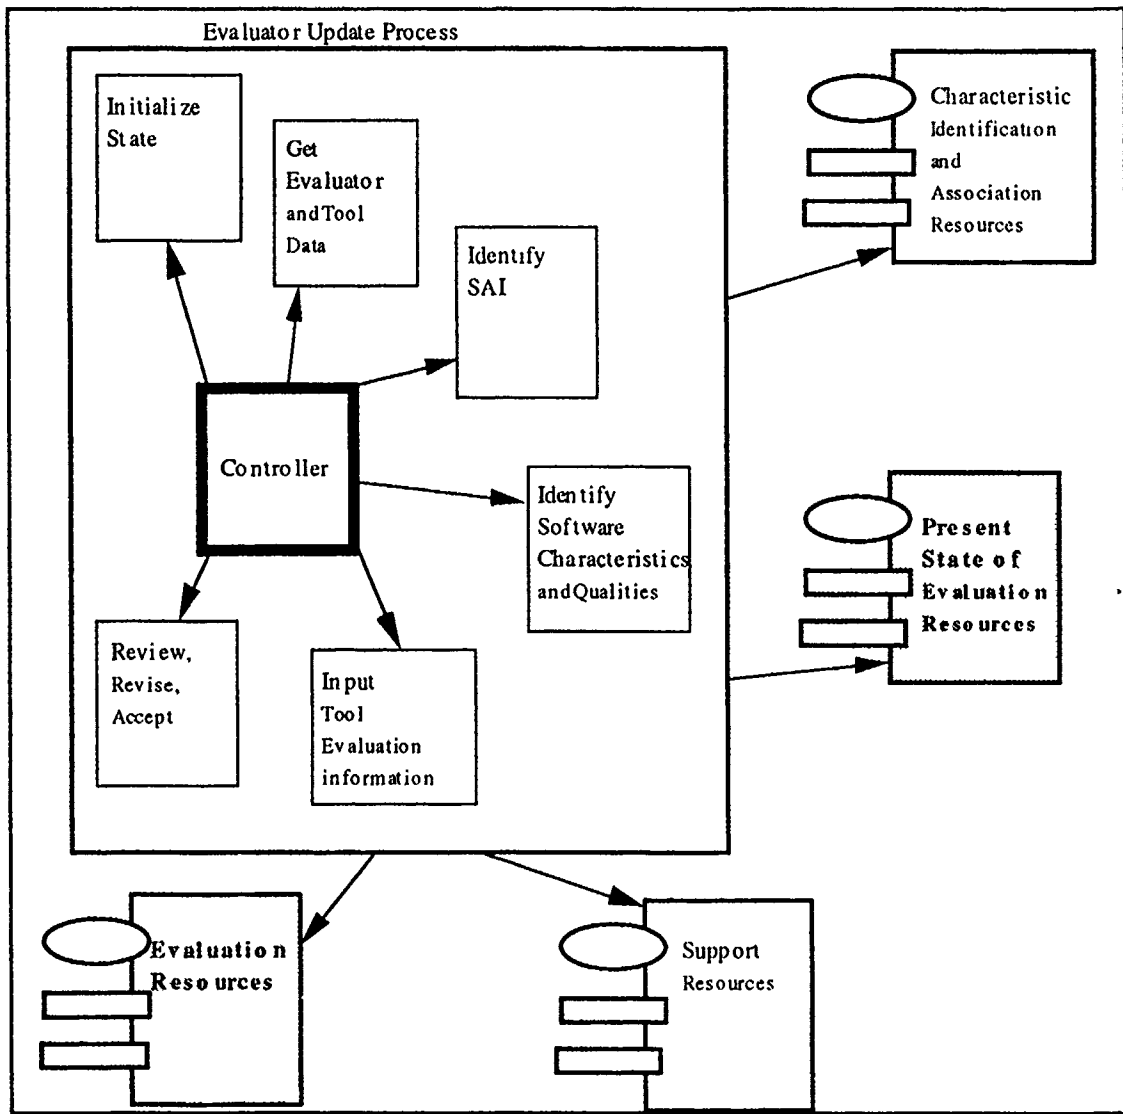 Evaluator Update Process
Initialize
State
Get
Evaluator
and Tool
Data
Identify
SAI
Controller
Identify
Software
Characteristics
and Qualities
Review,
Revise,
Accept
Input
Tool
Evaluation
information
Characteristic
Identification
and
Association
Resources
Present
State of
Evaluation
Resources
Evaluation
Resources
Support
Resources